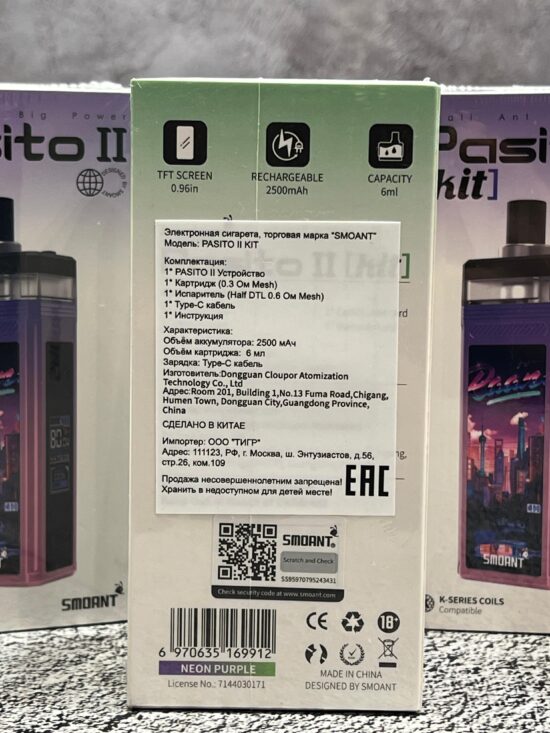 Big Power
sito II
DESIGNED BY SMOANT
80
SMOANT
TFT SCREEN
0.96in
RECHARGEABLE
2500mAh
CAPACITY
6ml
Электронная сигарета, торговая марка "SMOANT"
Модель: PASITO II KIT
Комплектация:
1* PASITO II Устройство
1* Картридж (0.3 Ом Mesh)
1* Испаритель (Half DTL 0.6 Ом Mesh)
1* Type-C кабель
1* Инструкция
Характеристика:
Объём аккумулятора: 2500 мАч
Объём картриджа: 6 мл
Зарядка: Type-C кабель
Изготовитель:Dongguan Cloupor Atomization
Technology Co., Ltd
Адрес:Room 201, Building 1,No.13 Fuma Road,Chigang,
Humen Town, Dongguan City,Guangdong Province,
China
СДЕЛАНО В КИТАЕ
Импортер: ООО "ТИГР"
Адрес: 111123, РФ, г. Москва, ш. Энтузиастов, д.56,
стр.26, ком.109
Продажа несовершеннолетним запрещена!
Хранить в недоступном для детей месте!
EAC
SMOANT
Scratch and Check
SS95970795243431
Check security code at www.smoant.com
6 970635 169912
NEON PURPLE
License No.: 7144030171
CE
18+
MADE IN CHINA
DESIGNED BY SMOANT
Ant
Pasi
kit]
SMOANT
K-SERIES COILS
Compatible